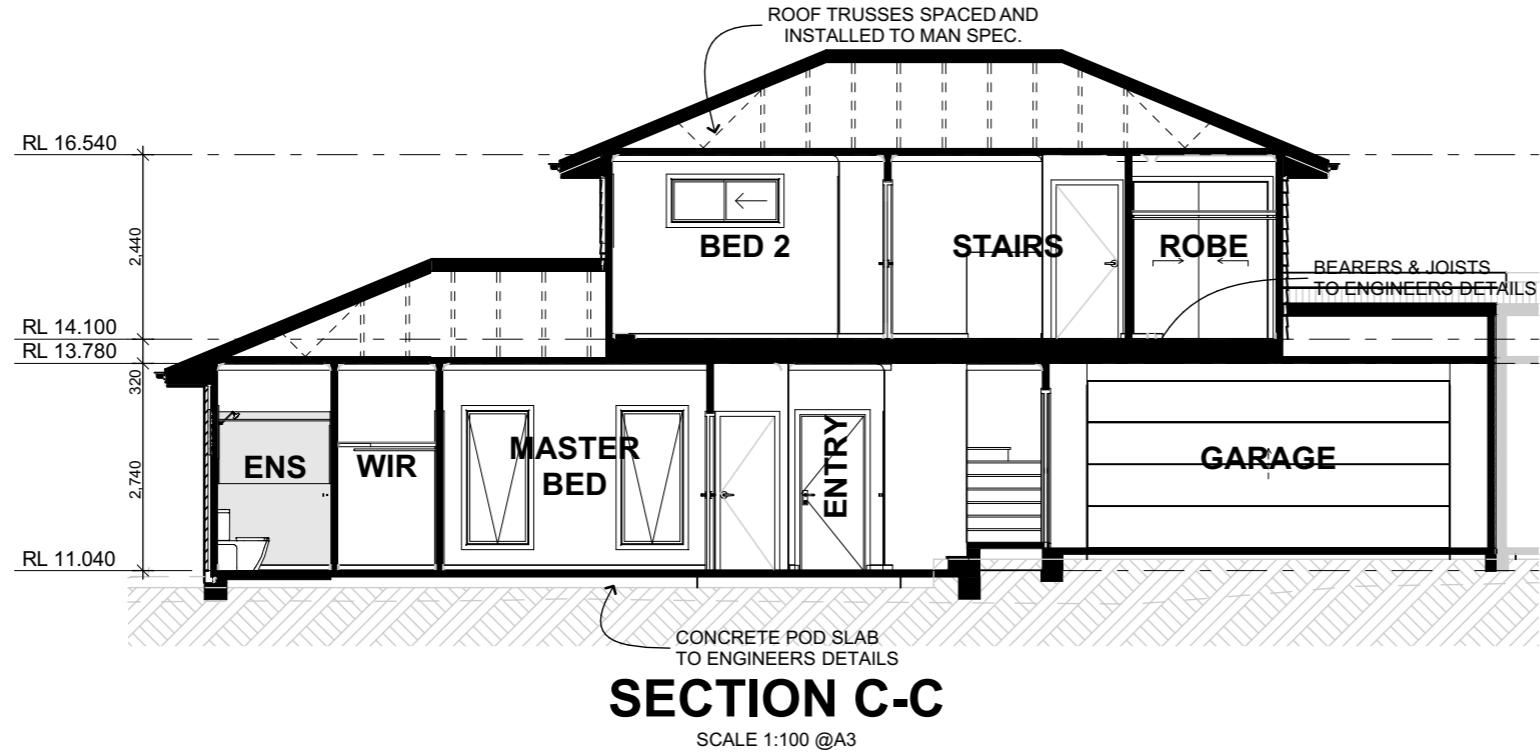 ROOF TRUSSES SPACED AND
INSTALLED TO MAN SPEC.
RL 16.540
2,440
BED 2
STAIRS
ROBE
BEARERS & JOISTS
TO ENGINEERS DETAILS
RL 14.100
RL 13.780
320
2,740
ENS
WIR
MASTER
BED
ENTRY
GARAGE
RL 11.040
CONCRETE POD SLAB
TO ENGINEERS DETAILS
SECTION C-C
SCALE 1:100 @A3